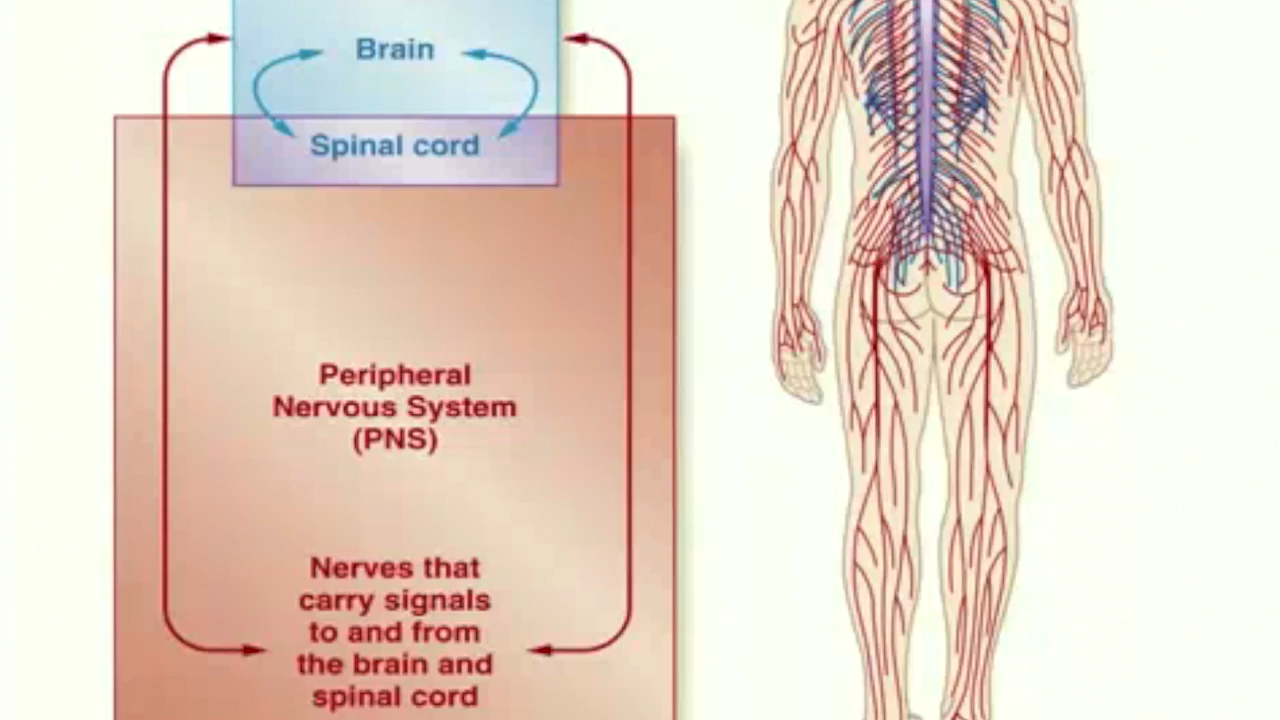 Brain
Spinal cord
Peripheral
Nervous System
(PNS)
Nerves that
carry signals
to and from
the brain and
spinal cord